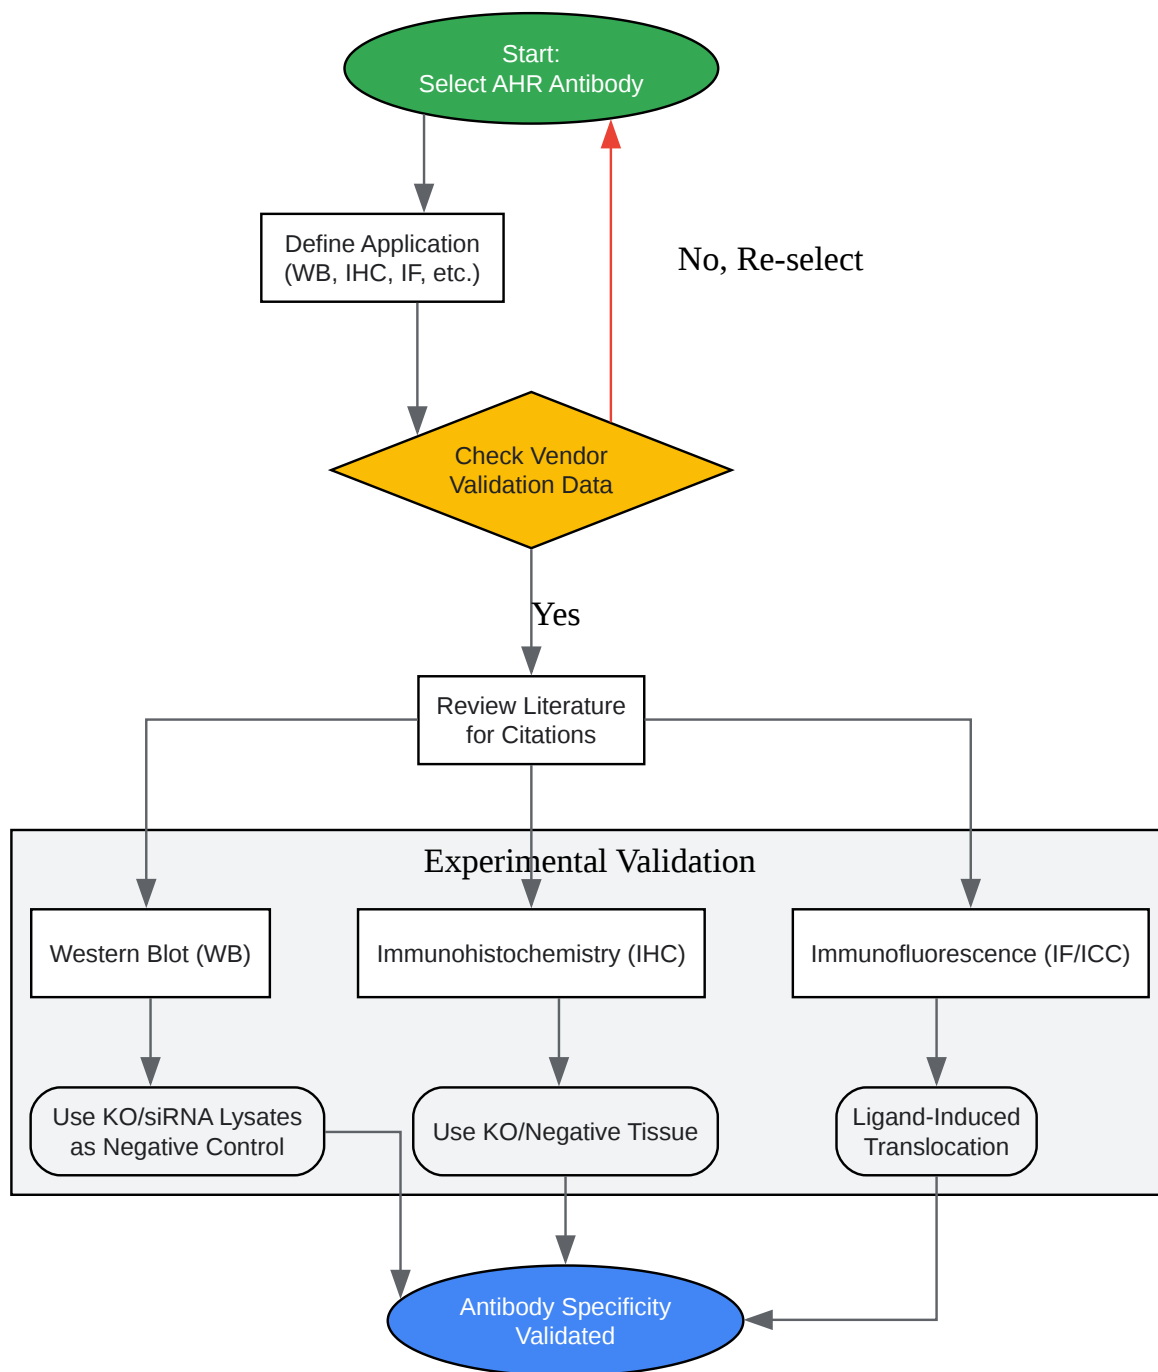 Start:
Select AHR Antibody
Define Application
(WB, IHC, IF, etc.)
No, Re-select
Check Vendor
Validation Data
Yes
Review Literature
for Citations
Experimental Validation
Western Blot (WB)
Immunohistochemistry (IHC)
Immunofluorescence (IF/ICC)
Use KO/siRNA Lysates
as Negative Control
Use KO/Negative Tissue
Ligand-Induced
Translocation
Antibody Specificity
Validated